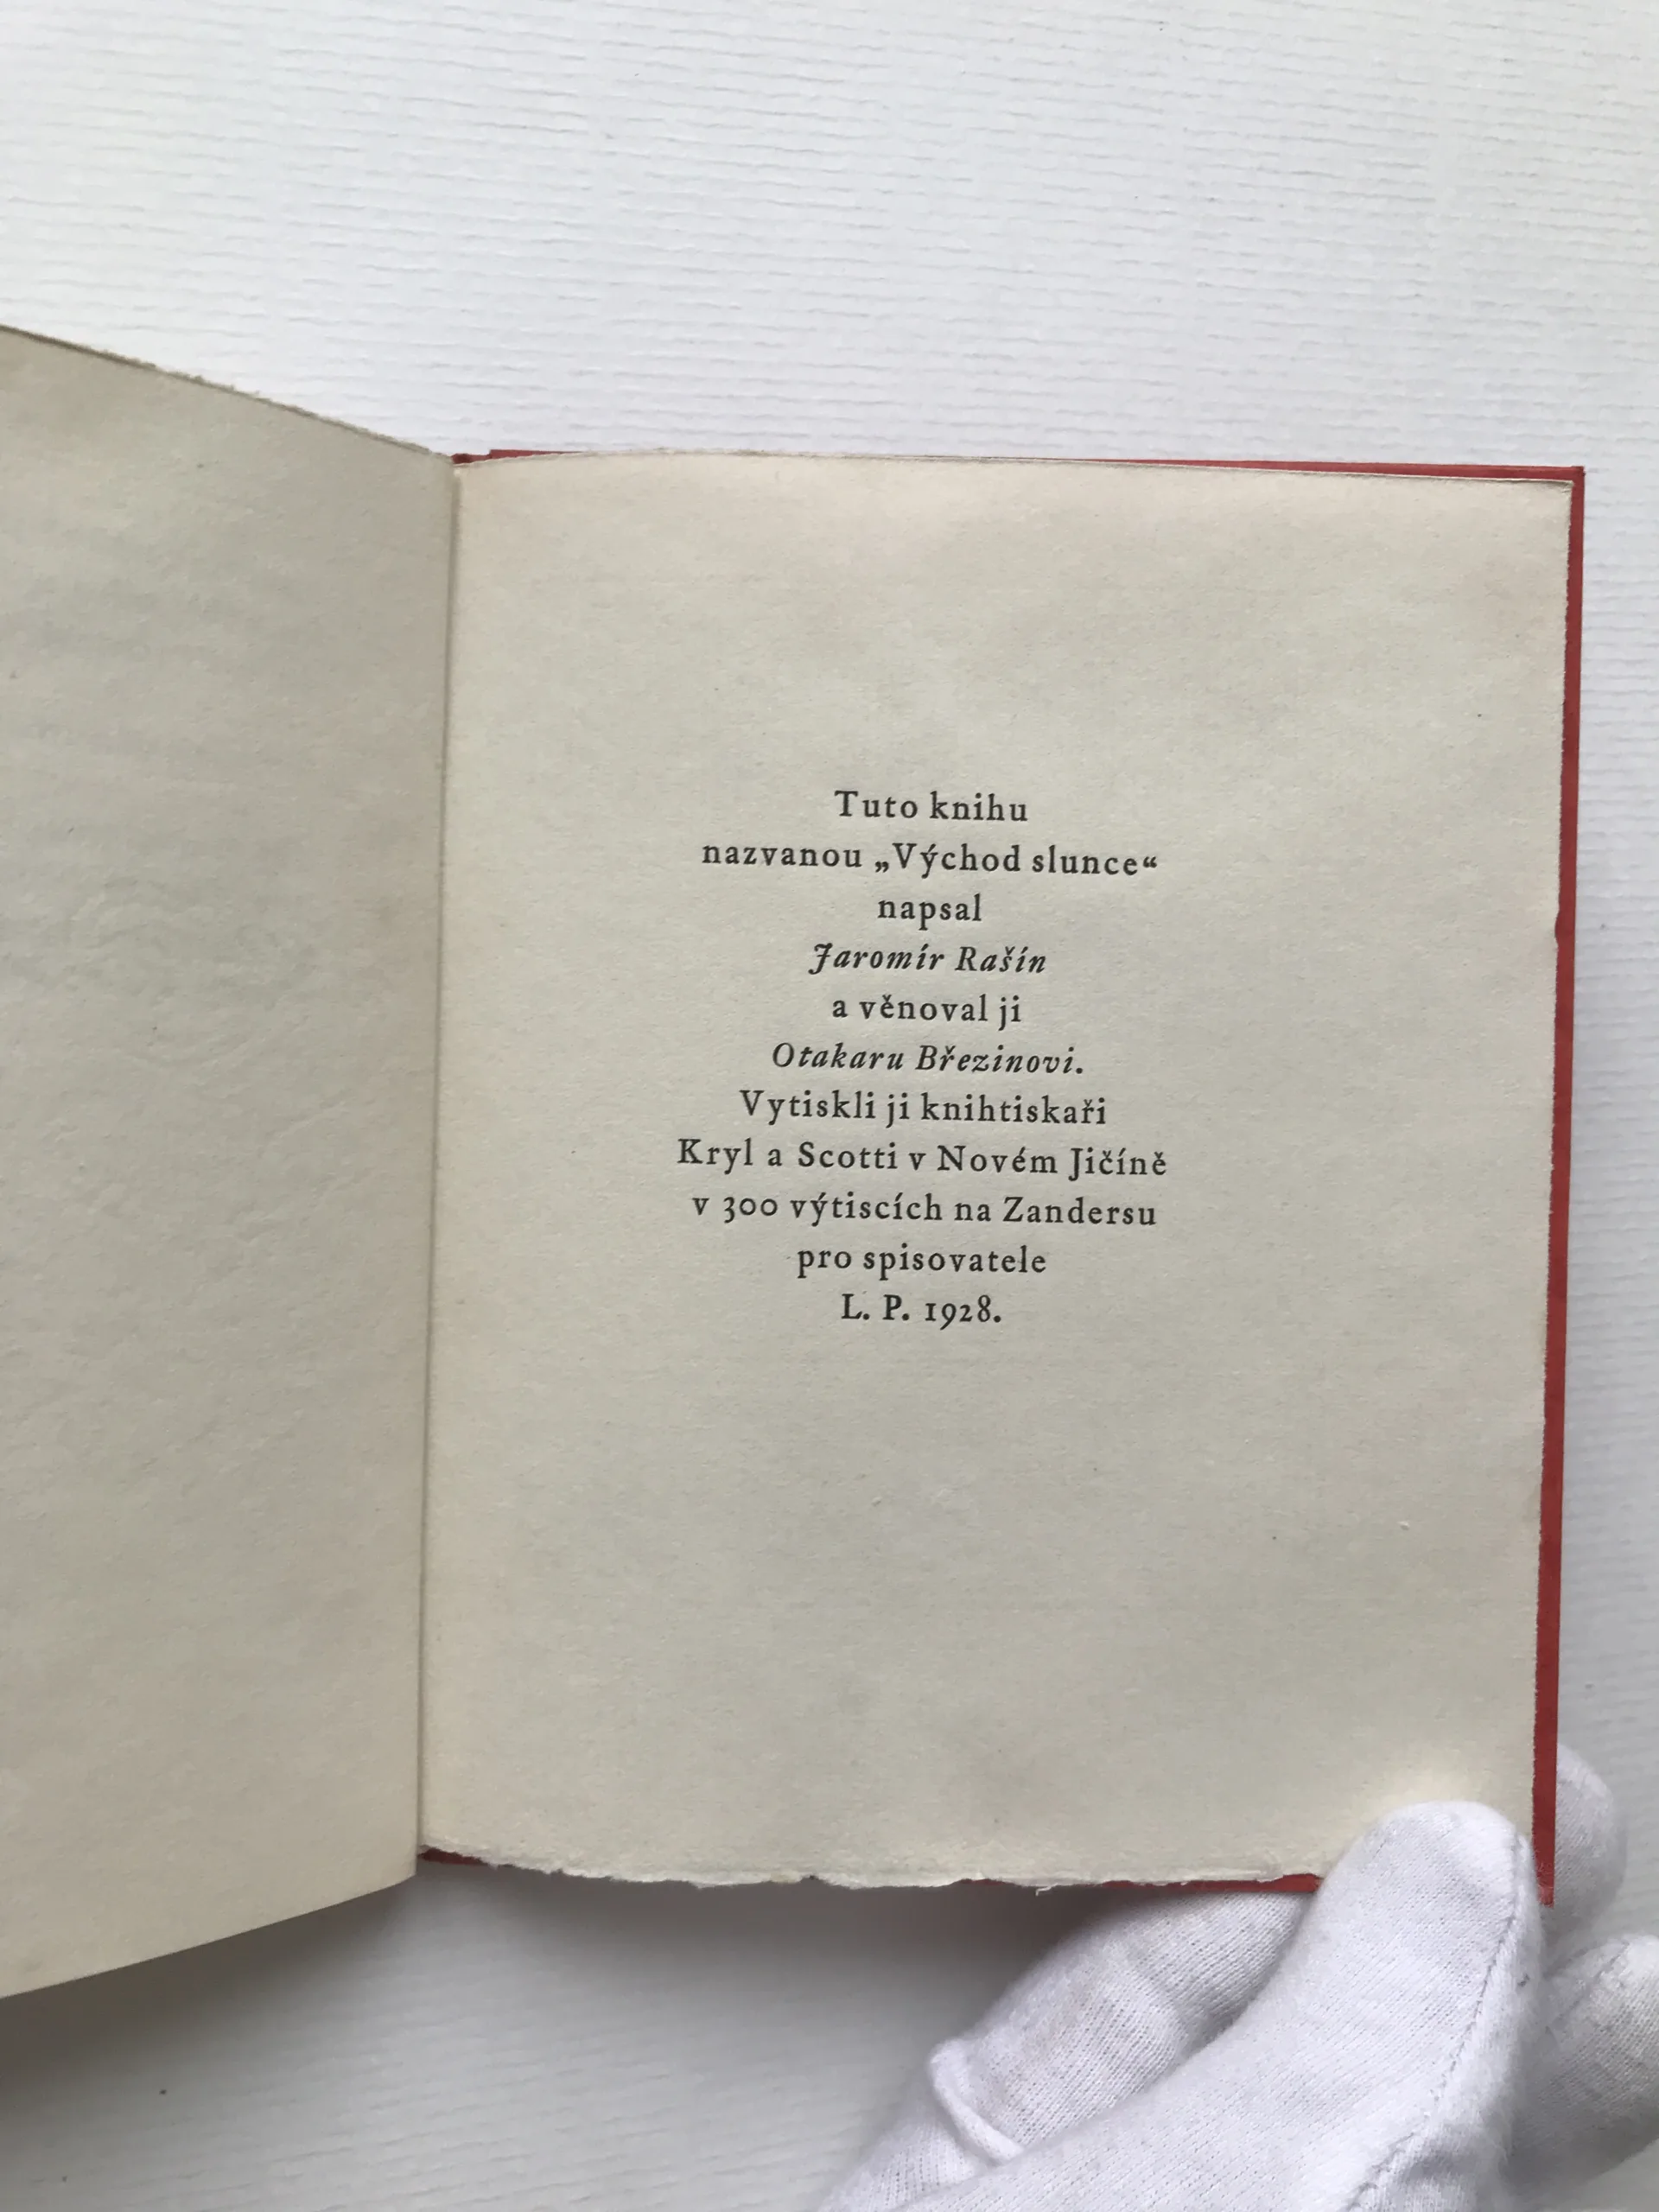 Tuto knihu
nazvanou „Východ slunce“
napsal
Jaromír Rašín
a věnoval ji
Otakaru Březinovi.
Vytiskli ji knihtiskaři
Kryl a Scotti v Novém Jičíně
v 300 výtiscích na Zandersu
pro spisovatele
L. P. 1928.